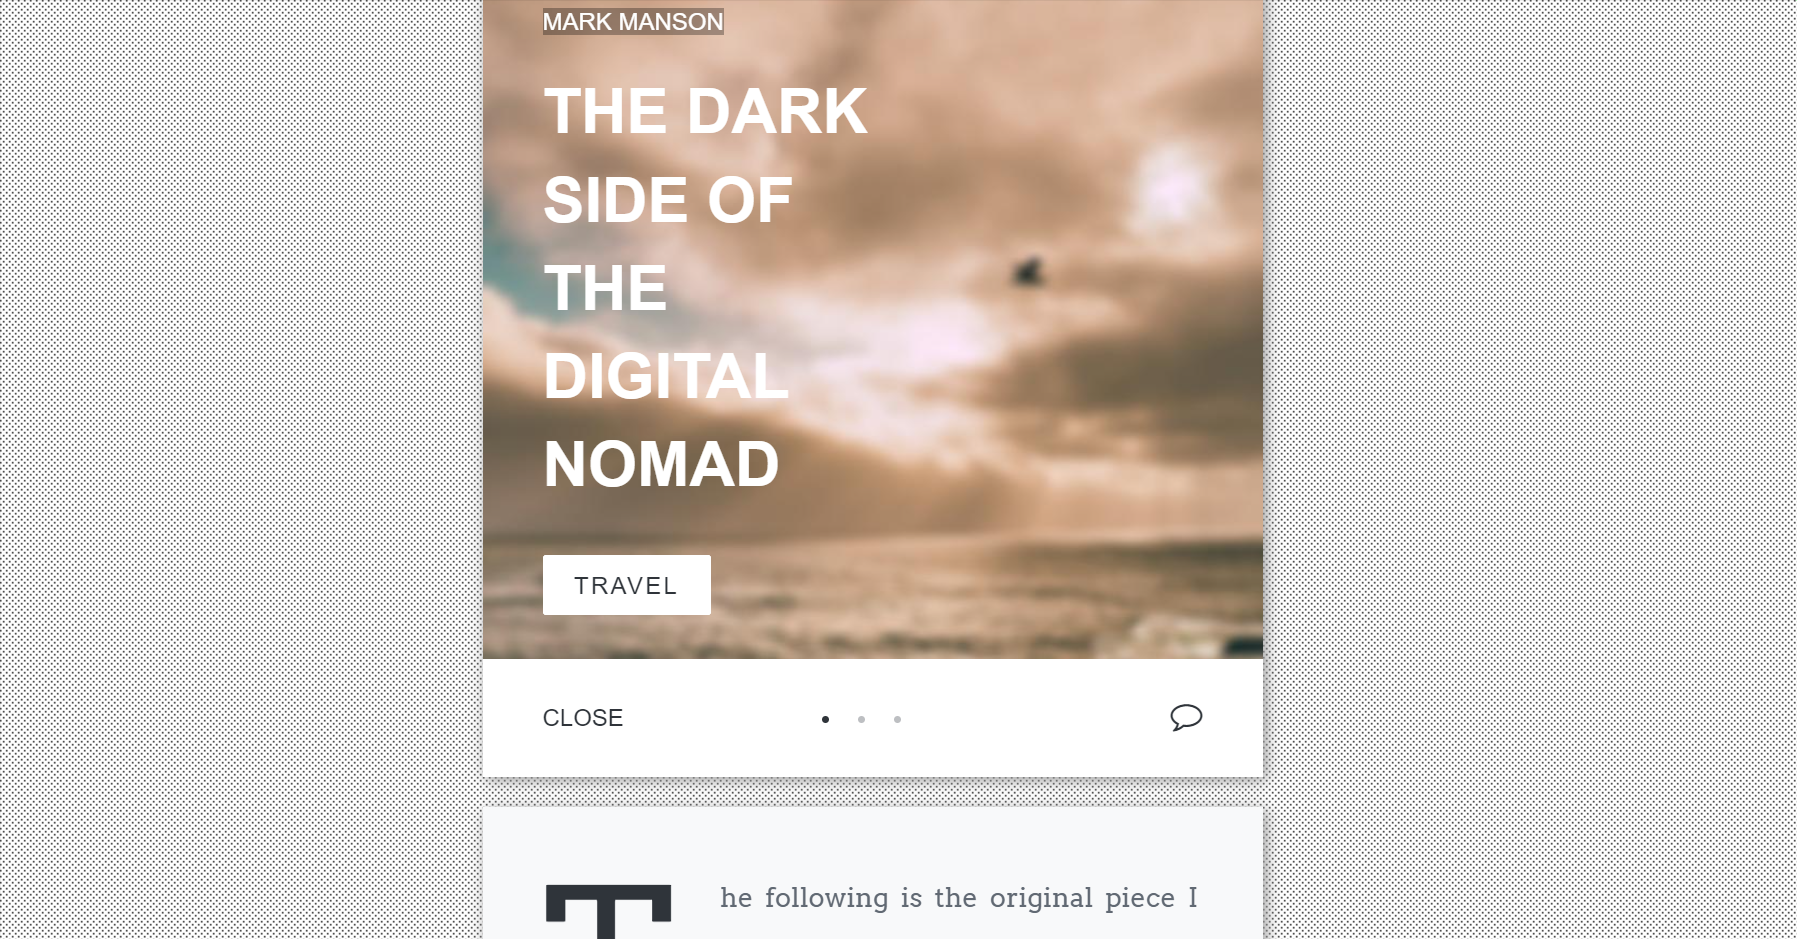 MARK MANSON
THE DARK
SIDE OF
THE
DIGITAL
NOMAD
TRAVEL
CLOSE
The following is the original piece I